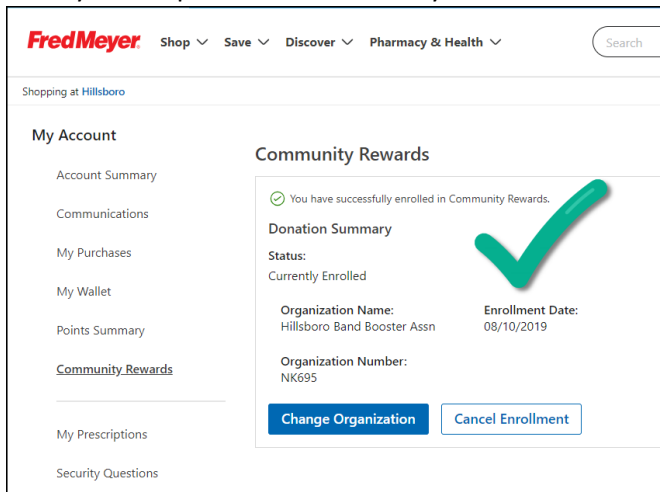 Fred Meyer
Shop Save Discover Pharmacy & Health Search
Shopping at Hillsboro
My Account
Account Summary
Communications
My Purchases
My Wallet
Points Summary
Community Rewards
My Prescriptions
Security Questions
Community Rewards
You have successfully enrolled in Community Rewards.
Donation Summary
Status:
Currently Enrolled
Organization Name: Enrollment Date:
Hillsboro Band Booster Assn 08/10/2019
Organization Number:
NK695
Change Organization Cancel Enrollment